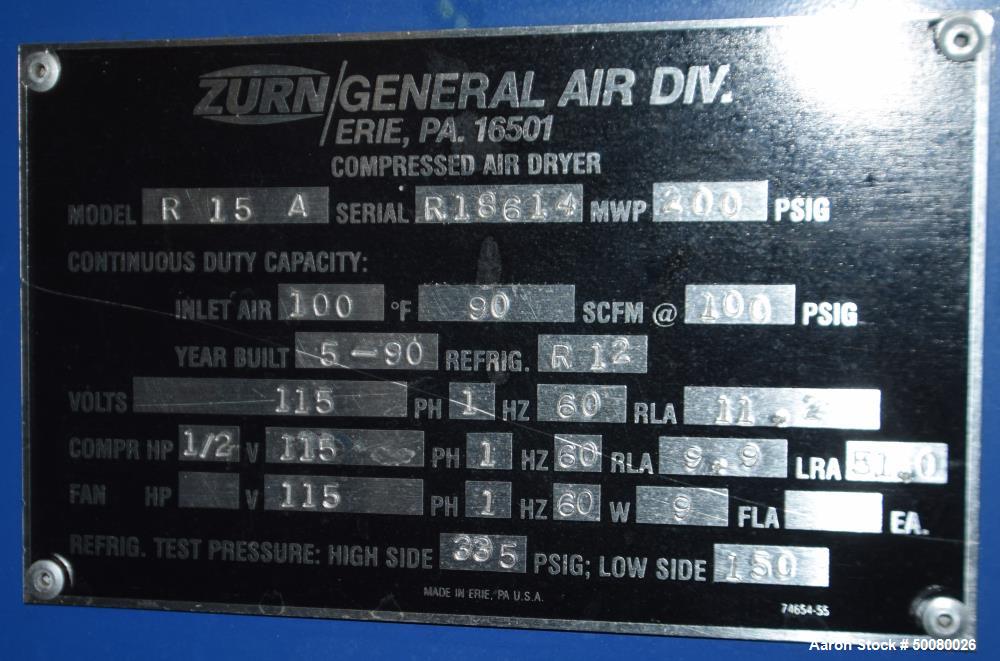 ZURN/GENERAL AIR DIV.
ERIE, PA. 16501
COMPRESSED AIR DRYER
MODEL R 15 A SERIAL R18614 MWP 200 PSIG
CONTINUOUS DUTY CAPACITY:
INLET AIR 100 °F 90 SCFM @ 100 PSIG
YEAR BUILT 5-90 REFRIG. R 12
VOLTS 115 PH 1 HZ 60 RLA 11.2
COMPR HP 1/2 V 115 PH 1 HZ 60 RLA 9.9 LRA 51.0
FAN HP V 115 PH 1 HZ 60 W 9 FLA EA.
REFRIG. TEST PRESSURE: HIGH SIDE 335 PSIG; LOW SIDE 150
MADE IN ERIE, PA U.S.A.
74654-55
Aaron Stock # 50080026